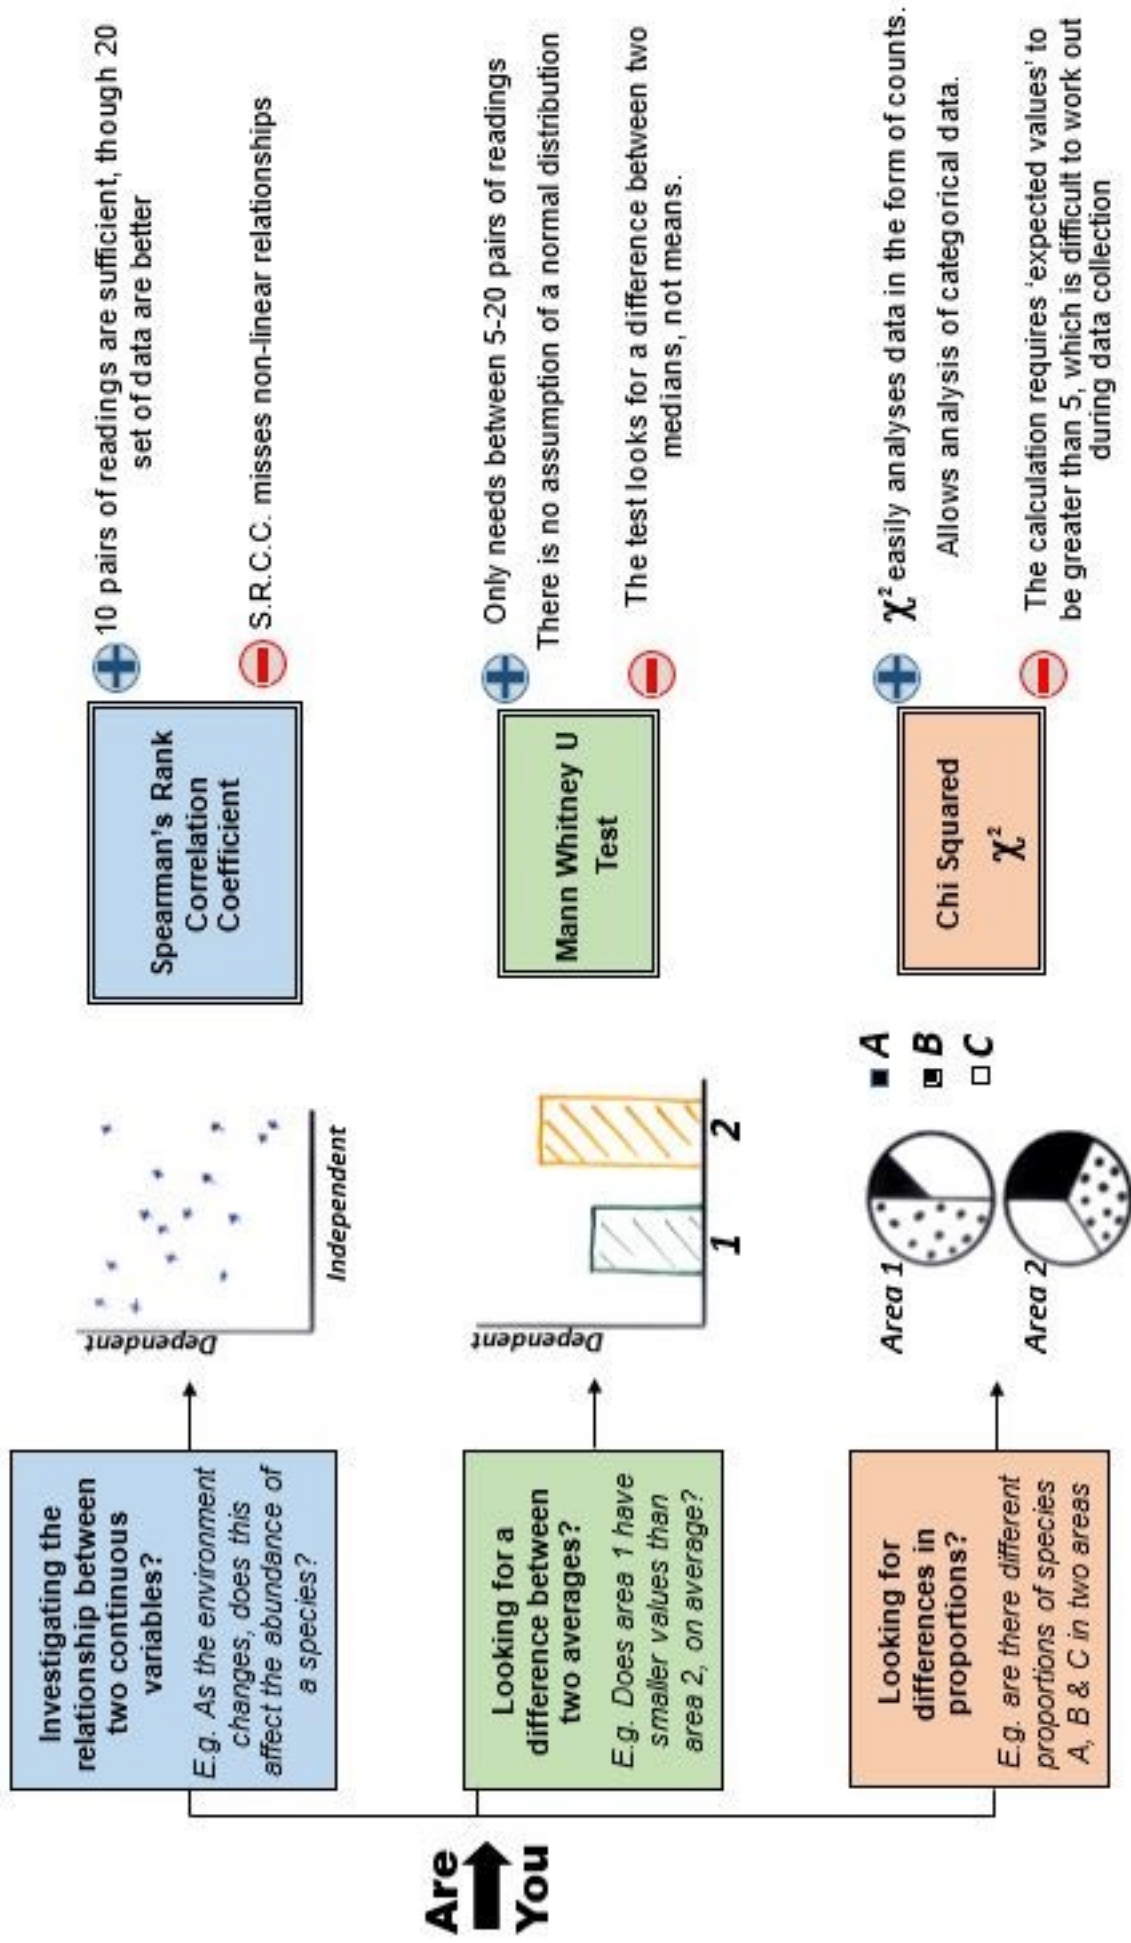 Are
You
Investigating the
relationship between
two continuous
variables?
E.g. As the environment
changes, does this
affect the abundance of
a species?
Dependent
Independent
Spearman's Rank
Correlation
Coefficient
10 pairs of readings are sufficient, though 20
set of data are better
S.R.C.C. misses non-linear relationships
Looking for a
difference between
two averages?
E.g. Does area 1 have
smaller values than
area 2, on average?
Dependent
1 2
Mann Whitney U
Test
Only needs between 5-20 pairs of readings
There is no assumption of a normal distribution
The test looks for a difference between two
medians, not means.
Looking for
differences in
proportions?
E.g. are there different
proportions of species
A, B & C in two areas
Area 1
Area 2
A
B
C
Chi Squared
χ²
χ² easily analyses data in the form of counts.
Allows analysis of categorical data.
The calculation requires 'expected values' to
be greater than 5, which is difficult to work out
during data collection